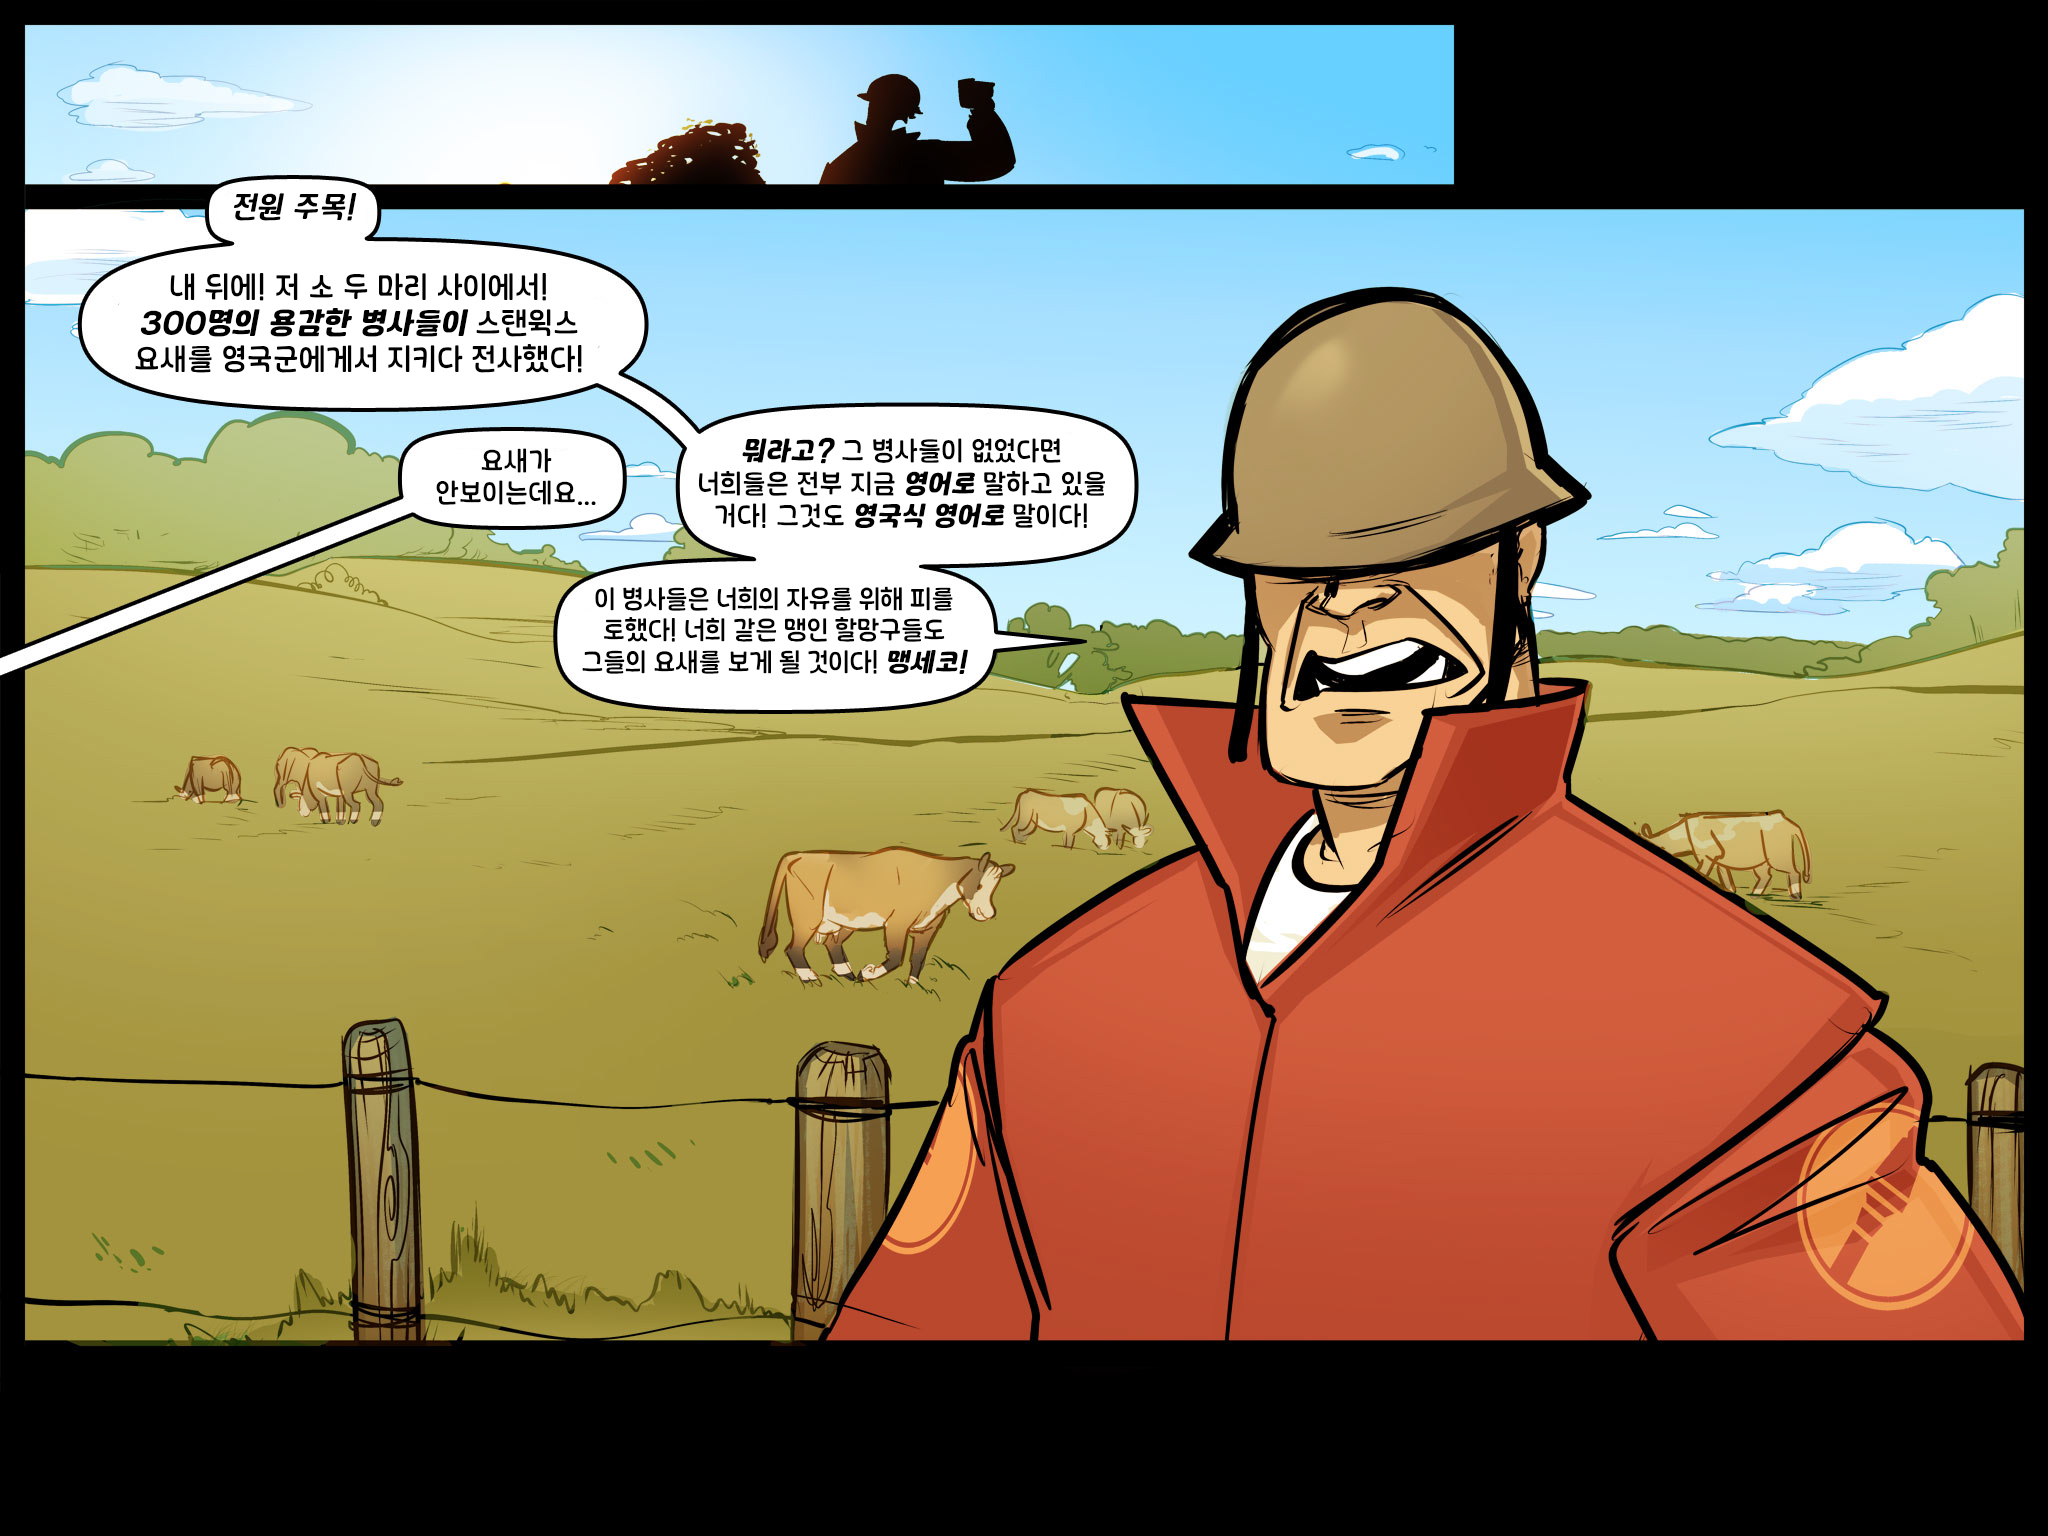 전원 주목!
내 뒤에! 저 소 두 마리 사이에서!
300명의 용감한 병사들이 스탠윅스
요새를 영국군에게서 지키다 전사했다!
요새가
안보이는데요...
뭐라고? 그 병사들이 없었다면
너희들은 전부 지금 영어로 말하고 있을
거다! 그것도 영국식 영어로 말이다!
이 병사들은 너희의 자유를 위해 피를
토했다! 너희 같은 맹인 할망구들도
그들의 요새를 보게 될 것이다! 맹세코!